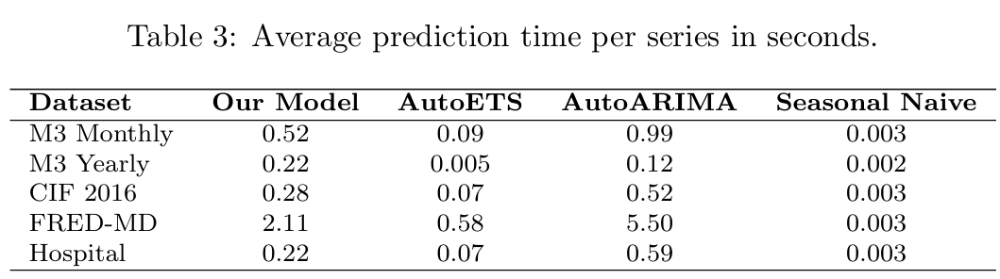 Table 3: Average prediction time per series in seconds.
Dataset Our Model AutoETS AutoARIMA Seasonal Naive
M3 Monthly 0.52 0.09 0.99 0.003
M3 Yearly 0.22 0.005 0.12 0.002
CIF 2016 0.28 0.07 0.52 0.003
FRED-MD 2.11 0.58 5.50 0.003
Hospital 0.22 0.07 0.59 0.003